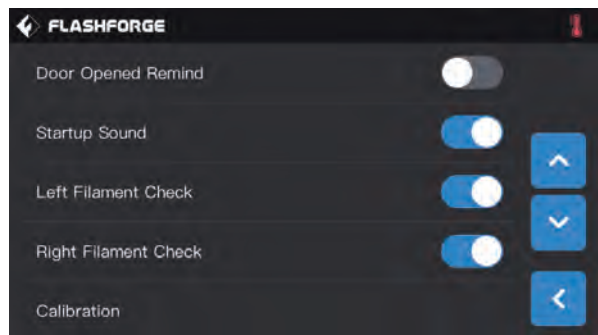 FLASHFORGE
Door Opened Remind
Startup Sound
Left Filament Check
Right Filament Check
Calibration